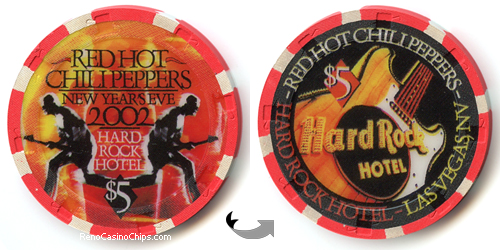 RED HOT
CHILI PEPPERS
NEW YEARS EVE
2002
HARD
ROCK
HOTEL
$5
RenoCasinoChips.com
~RED HOT CHILI PEPPERS~
$5
Hard Rock
HOTEL
HARD ROCK HOTEL ~ LAS VEGAS NV